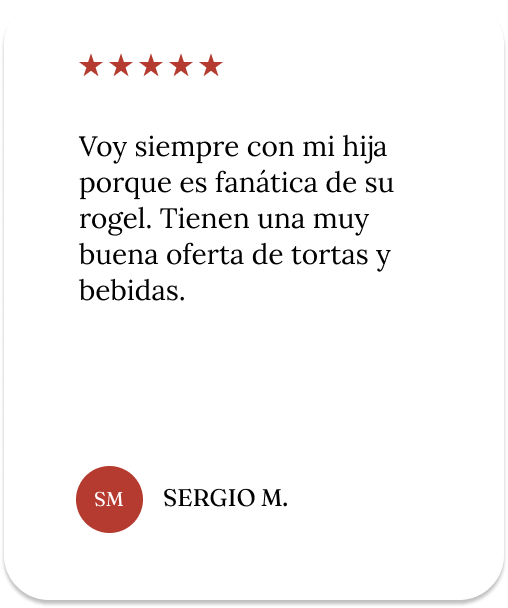 Voy siempre con mi hija
porque es fanática de su
rogel. Tienen una muy
buena oferta de tortas y
bebidas.
SM
SERGIO M.